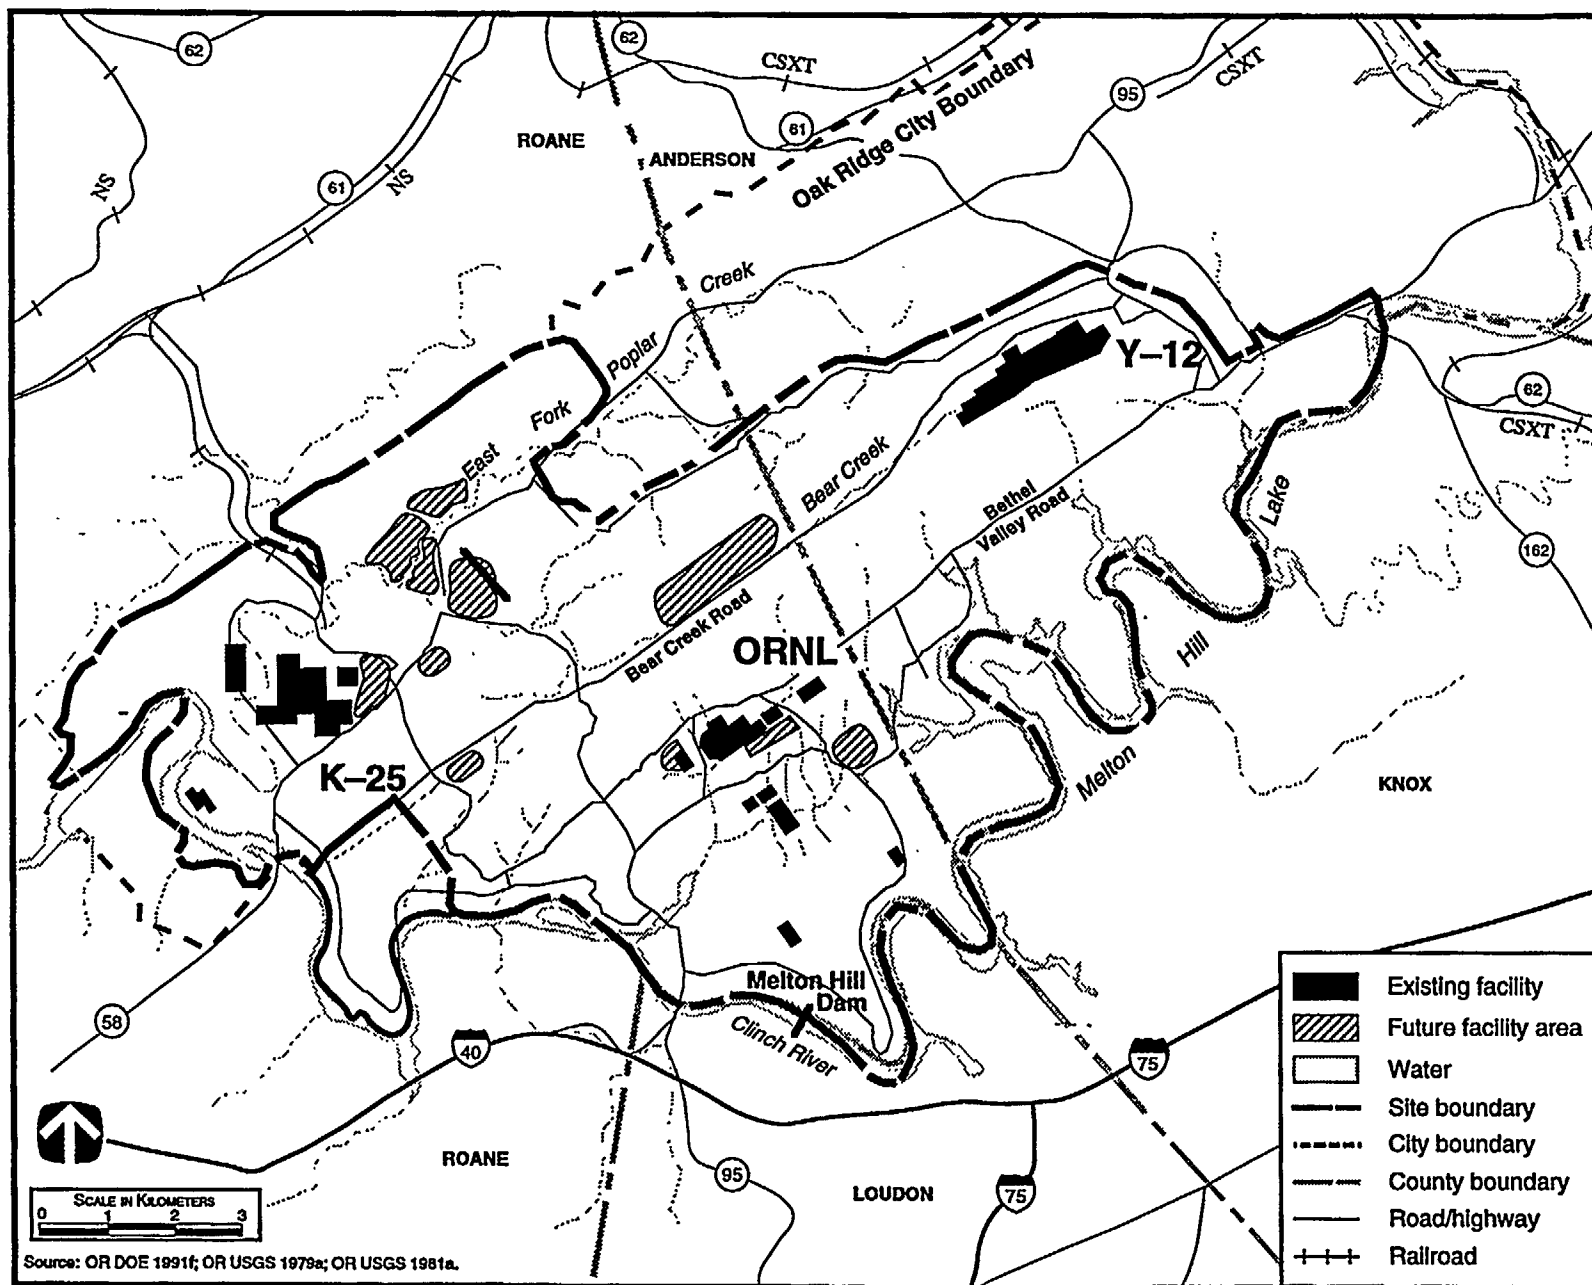 62
62
CSXT
CSXT
95
61
Oak Ridge City Boundary
ROANE
ANDERSON
NS
61
NS
Creek
Poplar
Fork
East
Y–12
62
CSXT
Bear Creek
Bethel
Valley Road
Lake
162
Bear Creek Road
ORNL
Hill
Melton
KNOX
K–25
Melton Hill
Dam
Clinch River
58
40
75
ROANE
95
LOUDON
75
Existing facility
Future facility area
Water
Site boundary
City boundary
County boundary
Road/highway
Railroad
SCALE IN KILOMETERS
0 1 2 3
Source: OR DOE 1991f; OR USGS 1979a; OR USGS 1981a.